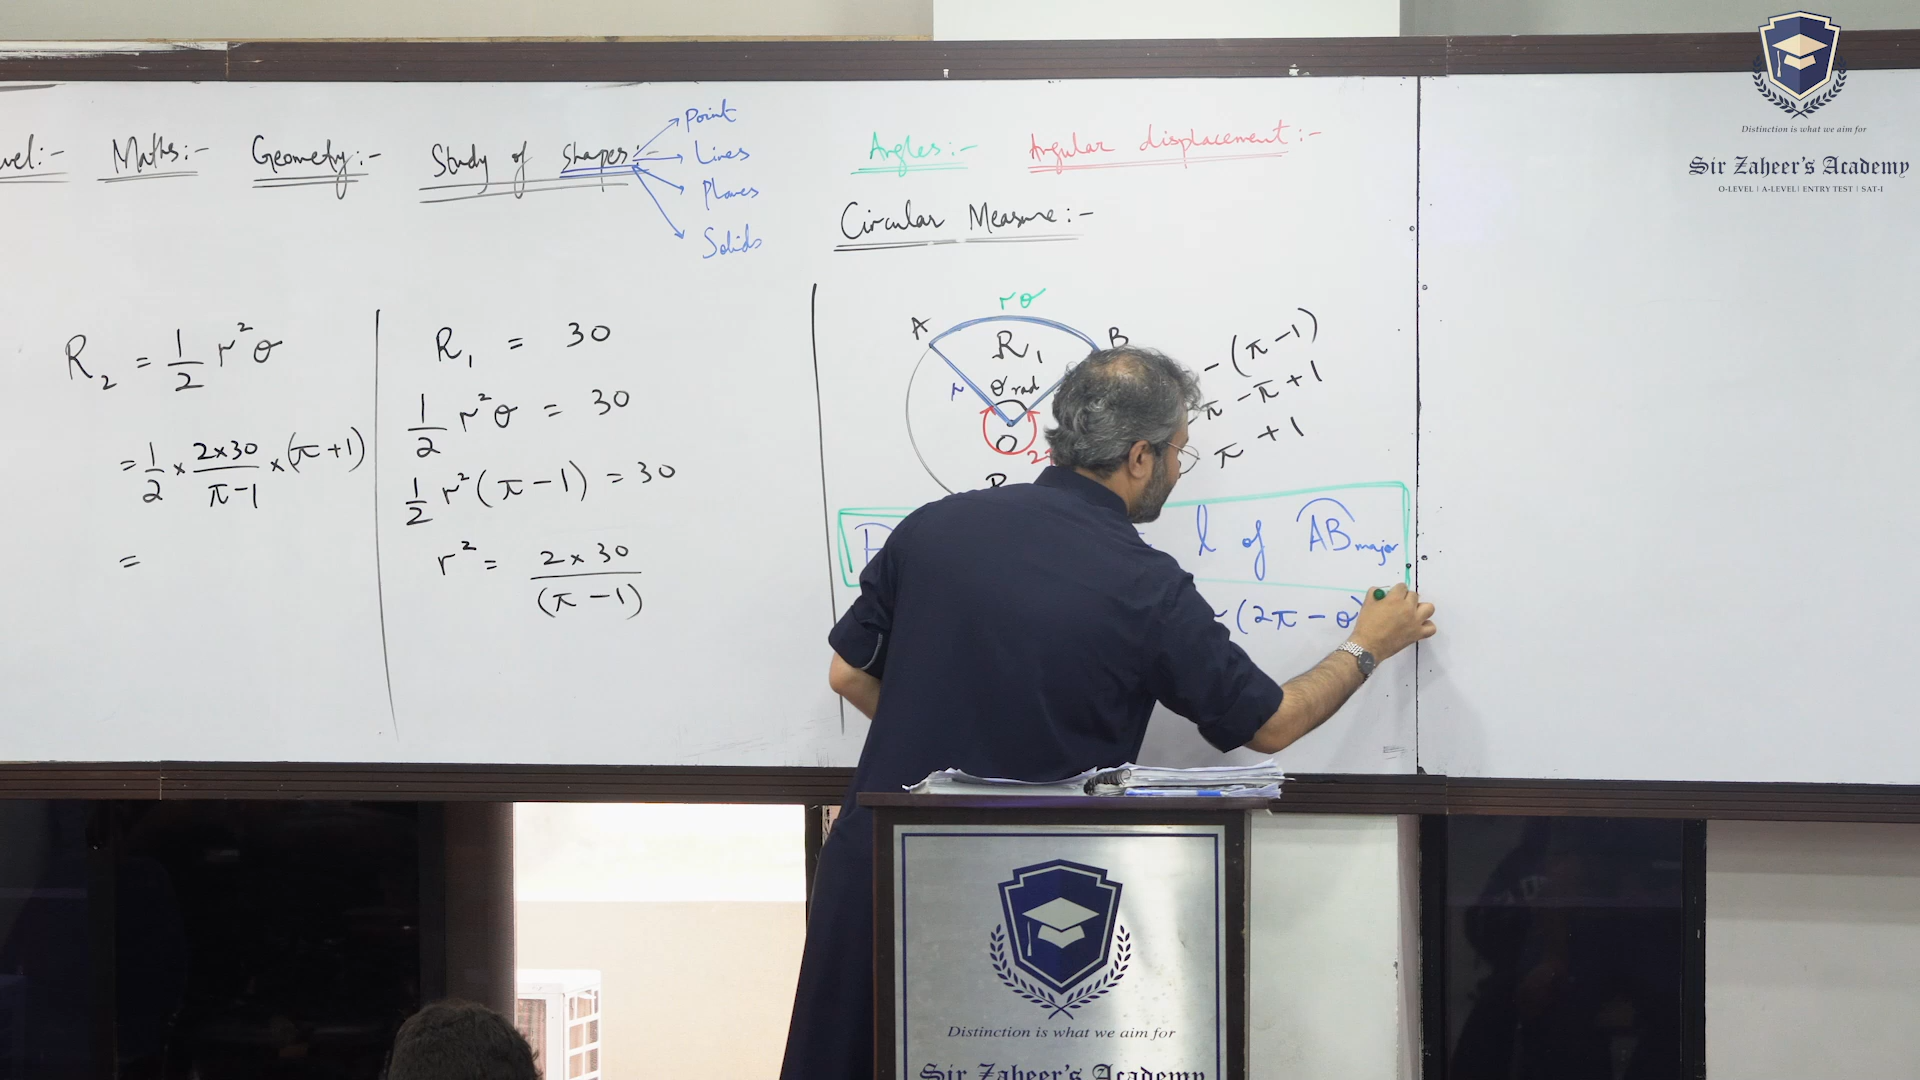 Maths:- Geometry:- Study of Shapes:-
Point
Lines
Planes
Solids
Angles:- Angular displacement:-
Circular Measure:-
R₂ = 1/2 r²θ
= 1/2 × 2×30/π-1 × (π+1)
=
R₁ = 30
1/2 r²θ = 30
1/2 r²(π-1) = 30
r² = 2×30/(π-1)
rθ
A
B
R₁
r
θ rad
O
- (π-1)
π - π + 1
π + 1
l of AB major
(2π - θ)
Distinction is what we aim for
Sir Zaheer's Academy
O-LEVEL | A-LEVEL | ENTRY TEST | SAT-I
Distinction is what we aim for
Sir Zaheer's Academy